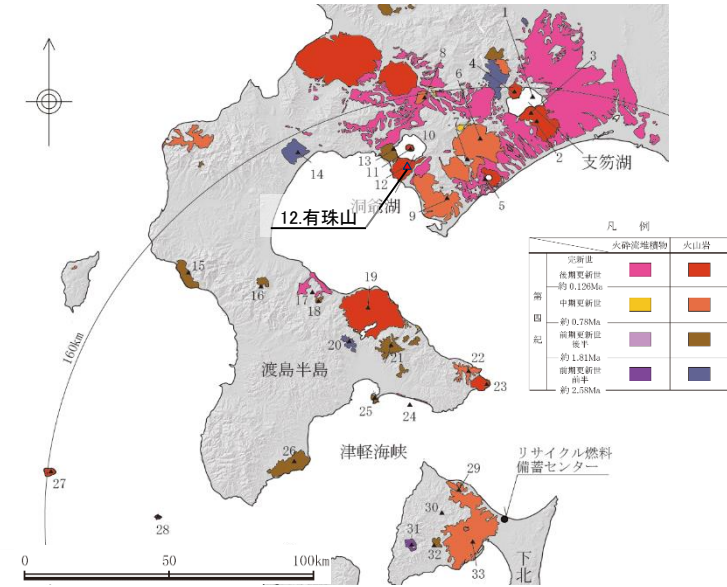 1
3
4
8
6
10
13
11
12
14
2
支笏湖
5
洞爺湖
9
12.有珠山
凡 例
火砕流堆積物 火山岩
第四紀
完新世
〜
後期更新世
約 0.126Ma
中期更新世
約 0.78Ma
前期更新世
後半
約 1.81Ma
前期更新世
前半
約 2.58Ma
15
16
17
18
19
20
21
22
23
渡島半島
160km
25
24
津軽海峡
26
27
28
リサイクル燃料
備蓄センター
29
30
31
32
33
下北
0 50 100km